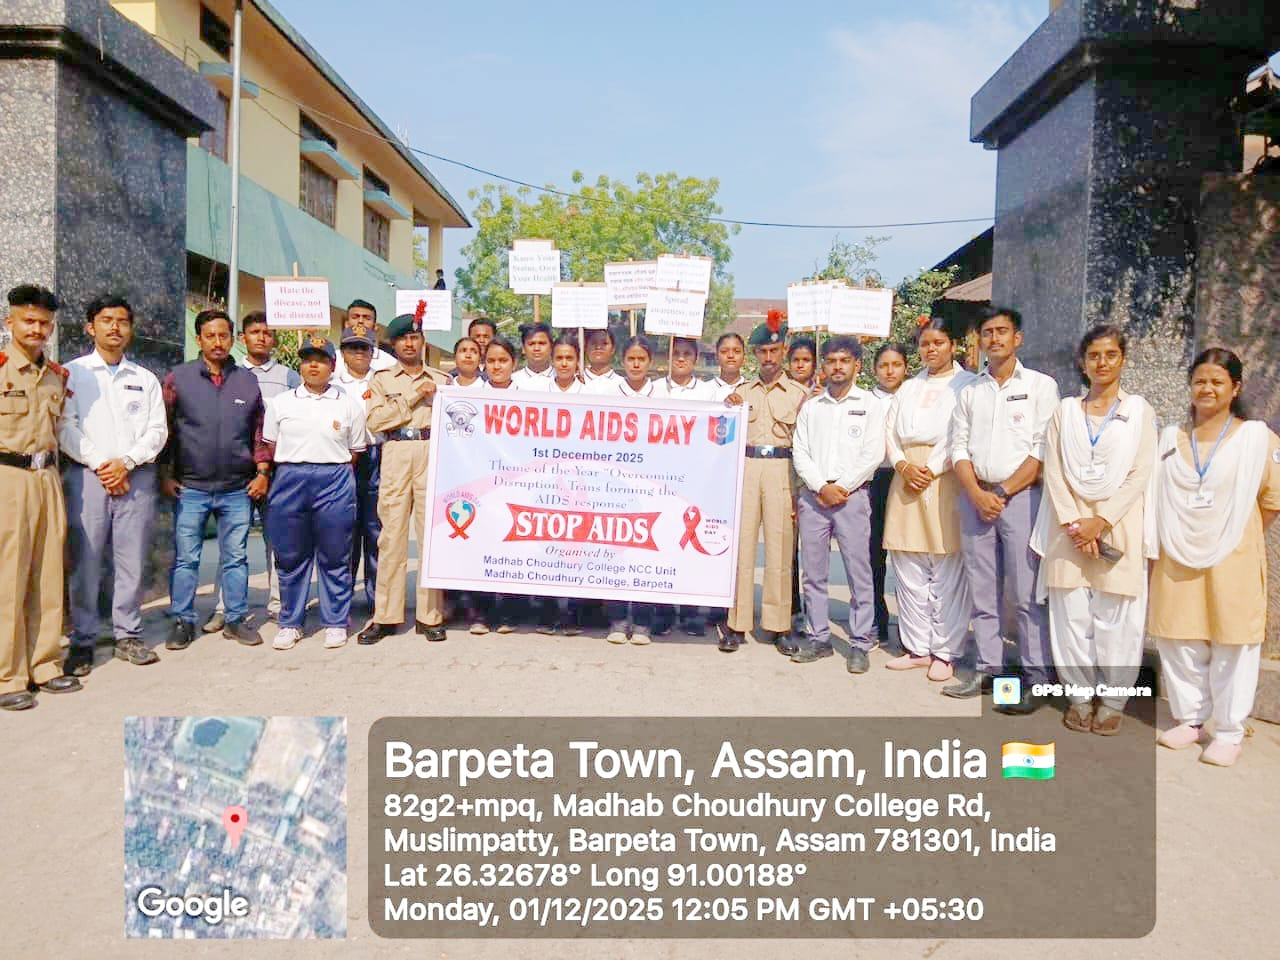 Hate the
disease, not
the diseased
Know Your
Status, Own
Your Health
Spread
awareness, not
the virus
WORLD AIDS DAY
1st December 2025
Theme of the Year "Overcoming
Disruption, Trans forming the
AIDS response
WORLD AIDS DAY
STOP AIDS
WORLD
AIDS
DAY
Organised by
Madhab Choudhury College NCC Unit
Madhab Choudhury College, Barpeta
GPS Map Camera
Barpeta Town, Assam, India
82g2+mpq, Madhab Choudhury College Rd,
Muslimpatty, Barpeta Town, Assam 781301, India
Lat 26.32678° Long 91.00188°
Monday, 01/12/2025 12:05 PM GMT +05:30
Google